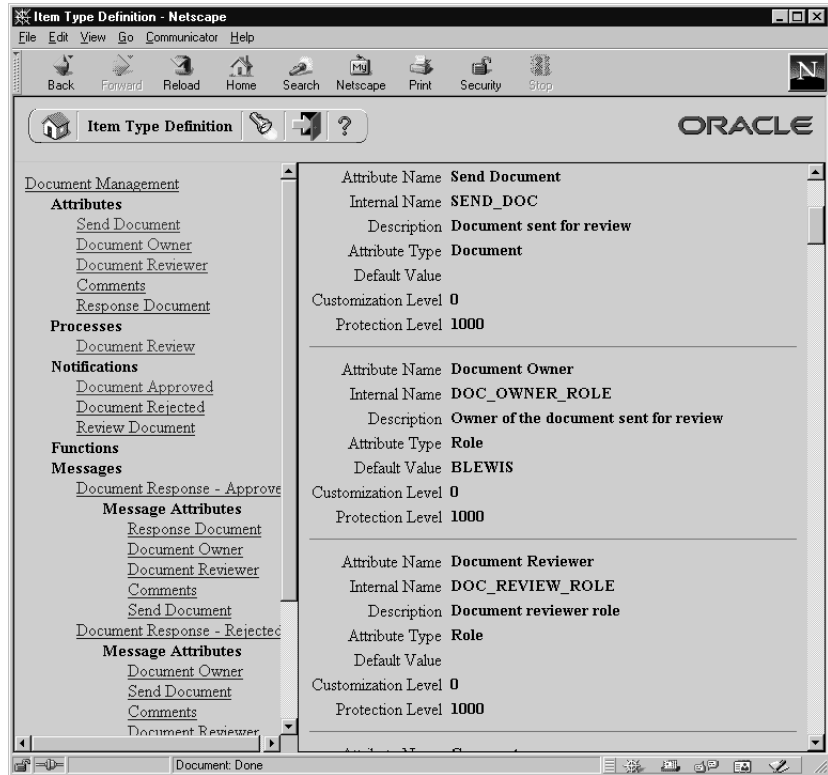 Item Type Definition - Netscape
File Edit View Go Communicator Help
Back Forward Reload Home Search Netscape Print Security Stop
My
N
Item Type Definition
?
ORACLE
Document Management
Attributes
Send Document
Document Owner
Document Reviewer
Comments
Response Document
Processes
Document Review
Notifications
Document Approved
Document Rejected
Review Document
Functions
Messages
Document Response - Approve
Message Attributes
Response Document
Document Owner
Document Reviewer
Comments
Send Document
Document Response - Rejected
Message Attributes
Document Owner
Send Document
Comments
Document Reviewer
Attribute Name Send Document
Internal Name SEND_DOC
Description Document sent for review
Attribute Type Document
Default Value
Customization Level 0
Protection Level 1000
Attribute Name Document Owner
Internal Name DOC_OWNER_ROLE
Description Owner of the document sent for review
Attribute Type Role
Default Value BLEWIS
Customization Level 0
Protection Level 1000
Attribute Name Document Reviewer
Internal Name DOC_REVIEW_ROLE
Description Document reviewer role
Attribute Type Role
Default Value
Customization Level 0
Protection Level 1000
Document: Done